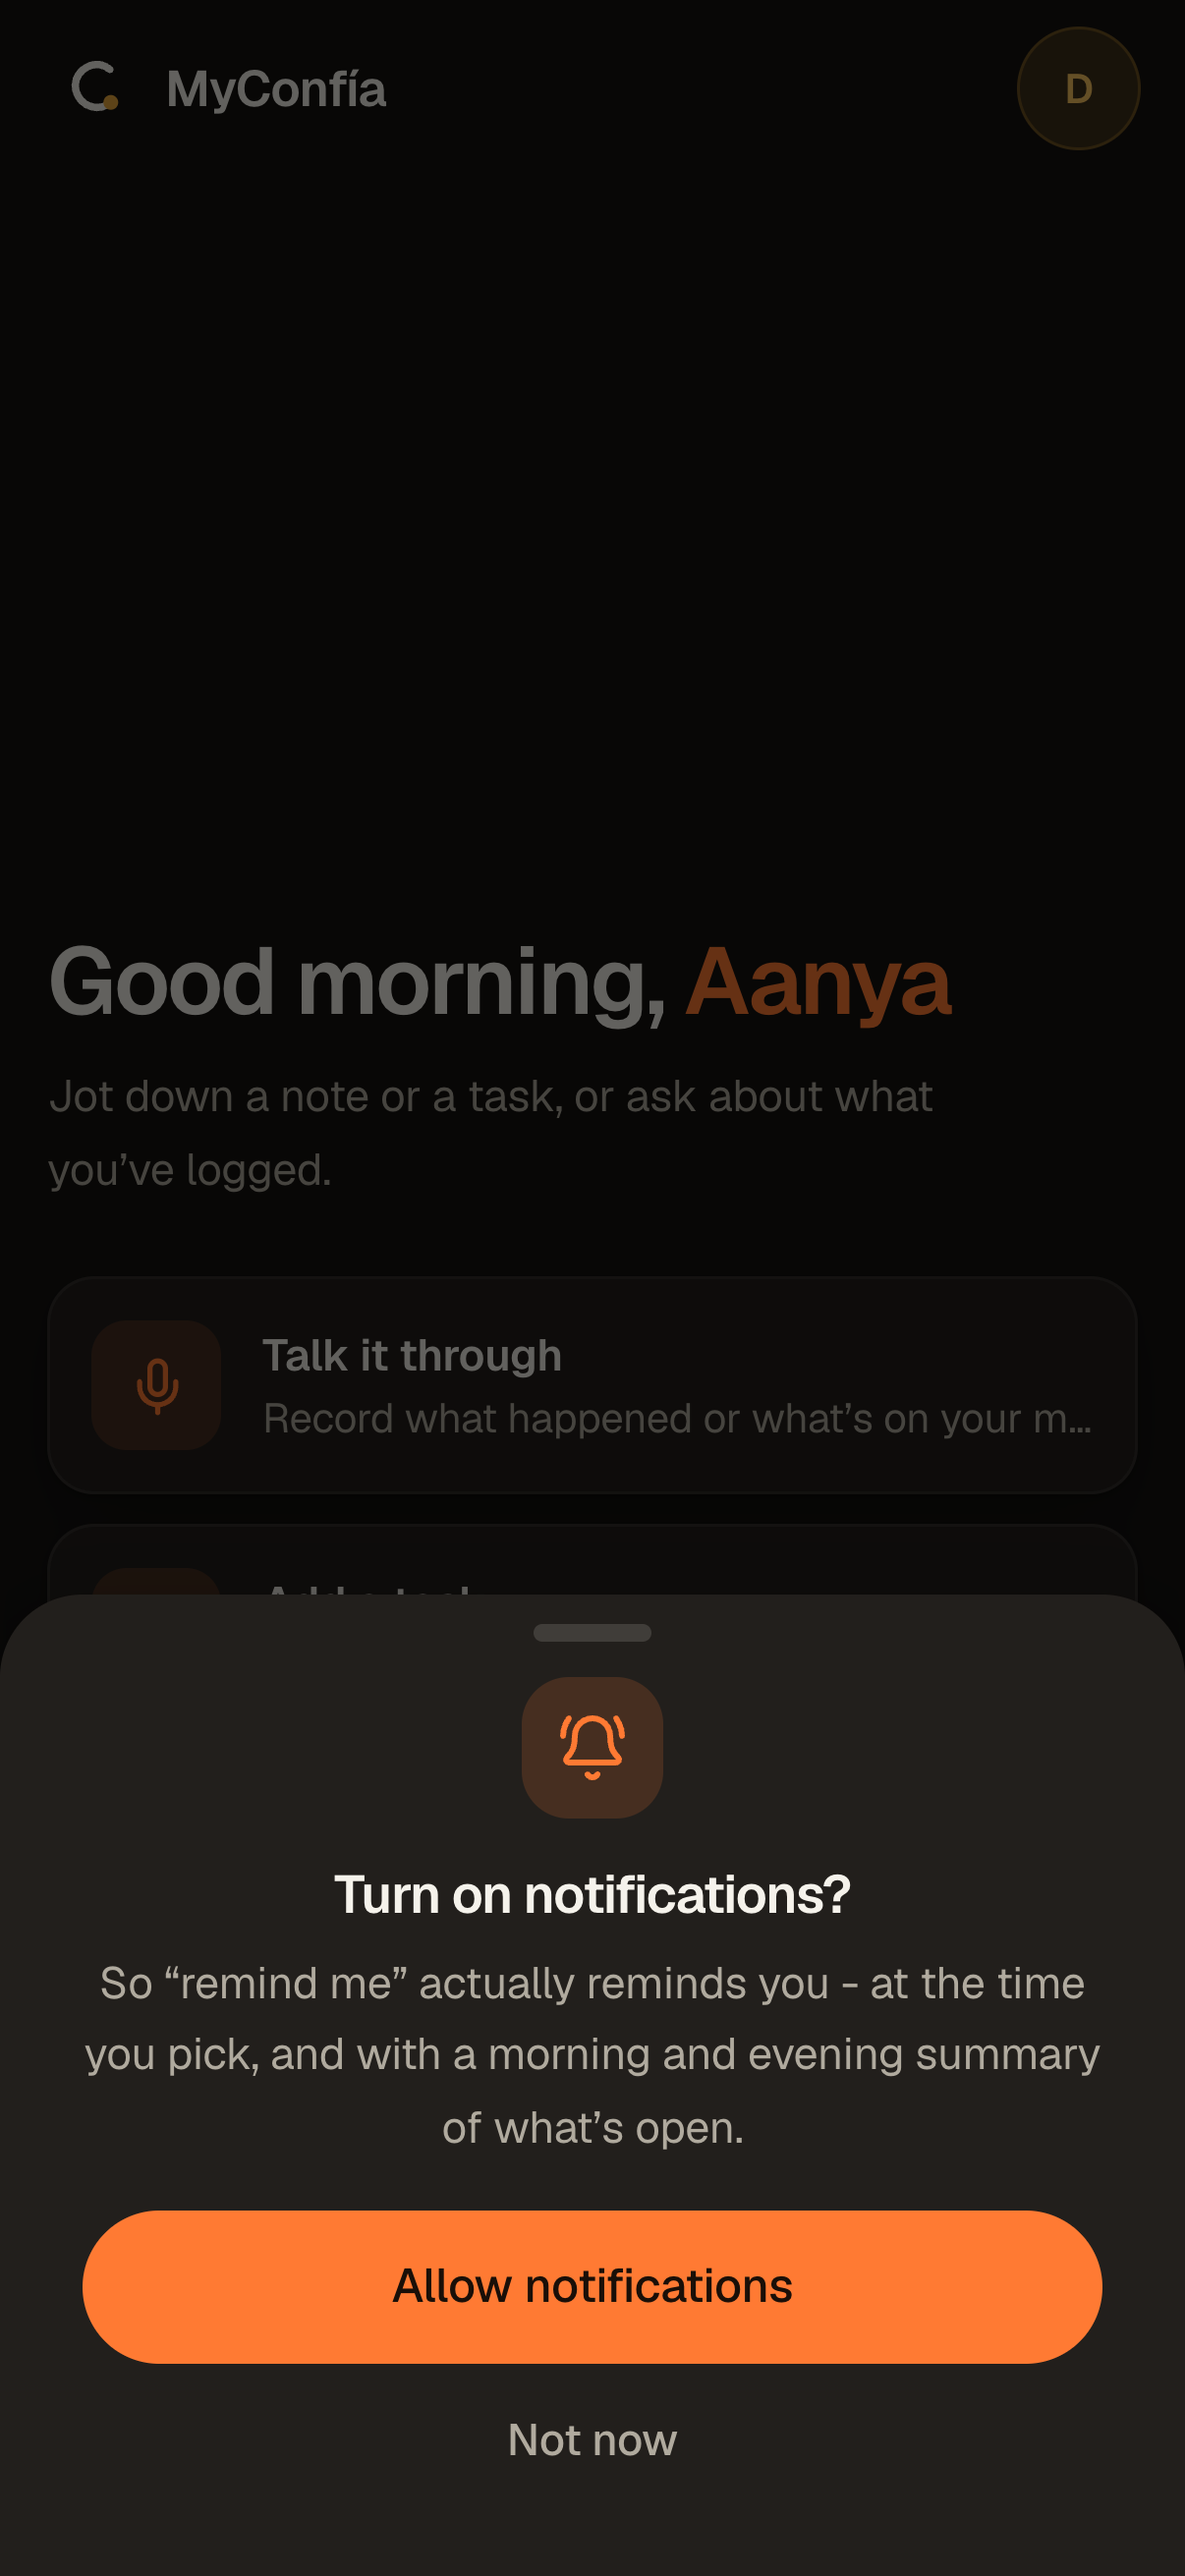 MyConfía
D
Good morning, Aanya
Jot down a note or a task, or ask about what
you’ve logged.
Talk it through
Record what happened or what’s on your m…
Add a task
Turn on notifications?
So “remind me” actually reminds you - at the time
you pick, and with a morning and evening summary
of what’s open.
Allow notifications
Not now